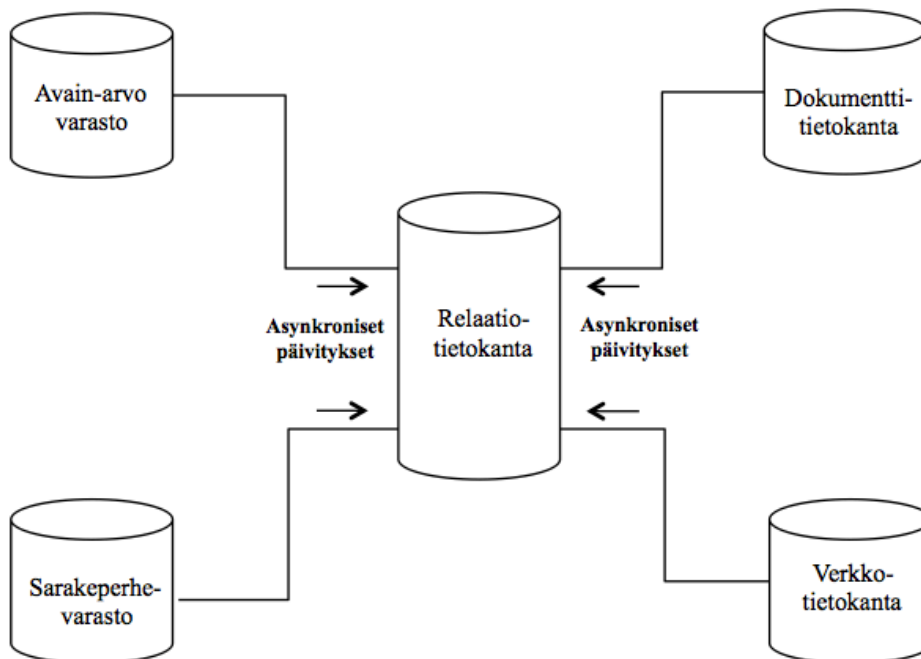 Avain-arvo
varasto
Dokumentti-
tietokanta
Relaatio-
tietokanta
Asynkroniset
päivitykset
Asynkroniset
päivitykset
Sarakeperhe-
varasto
Verkko-
tietokanta